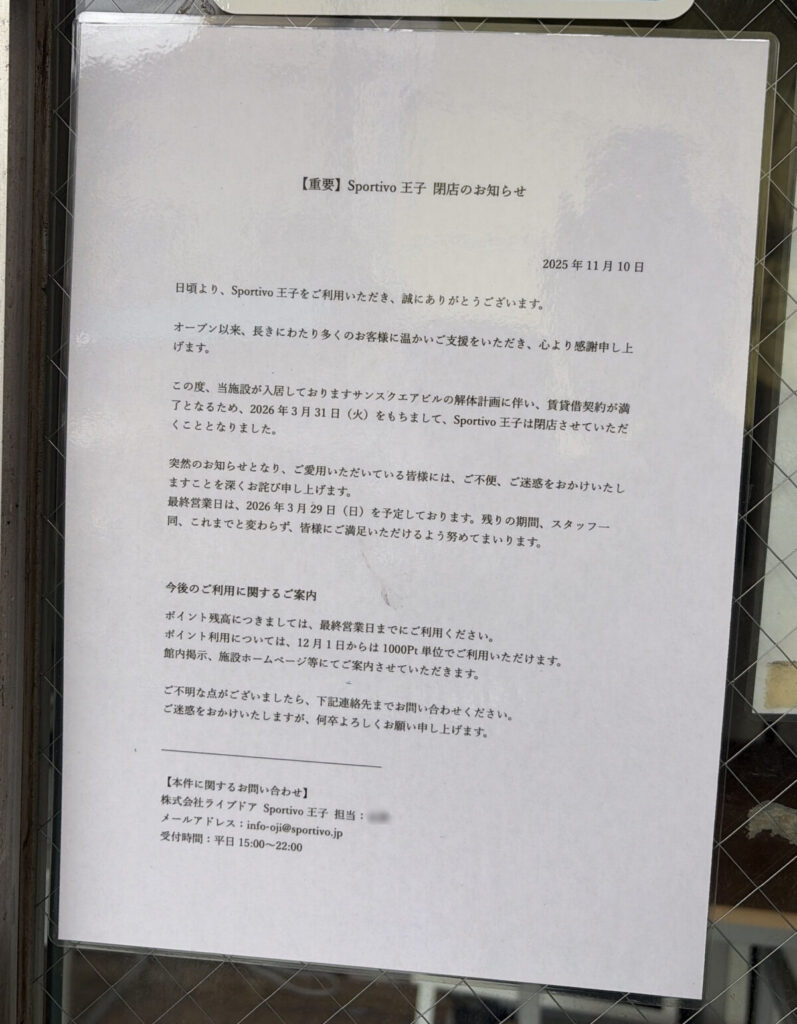 【重要】Sportivo 王子 閉店のお知らせ
2025 年 11 月 10 日
日頃より、Sportivo 王子をご利用いただき、誠にありがとうございます。
オープン以来、長きにわたり多くのお客様に温かいご支援をいただき、心より感謝申し上
げます。
この度、当施設が入居しておりますサンスクエアビルの解体計画に伴い、賃貸借契約が満
了となるため、2026 年 3 月 31 日（火）をもちまして、Sportivo 王子は閉店させていただ
くこととなりました。
突然のお知らせとなり、ご愛用いただいている皆様には、ご不便、ご迷惑をおかけいたし
ますことを深くお詫び申し上げます。
最終営業日は、2026 年 3 月 29 日（日）を予定しております。残りの期間、スタッフ一
同、これまでと変わらず、皆様にご満足いただけるよう努めてまいります。
今後のご利用に関するご案内
ポイント残高につきましては、最終営業日までにご利用ください。
ポイント利用については、12 月 1 日からは 1000Pt 単位でご利用いただけます。
館内掲示、施設ホームページ等にてご案内させていただきます。
ご不明な点がございましたら、下記連絡先までお問い合わせください。
ご迷惑をおかけいたしますが、何卒よろしくお願い申し上げます。
【本件に関するお問い合わせ】
株式会社ライブドア Sportivo 王子 担当：
メールアドレス：info-oji@sportivo.jp
受付時間：平日 15:00～22:00